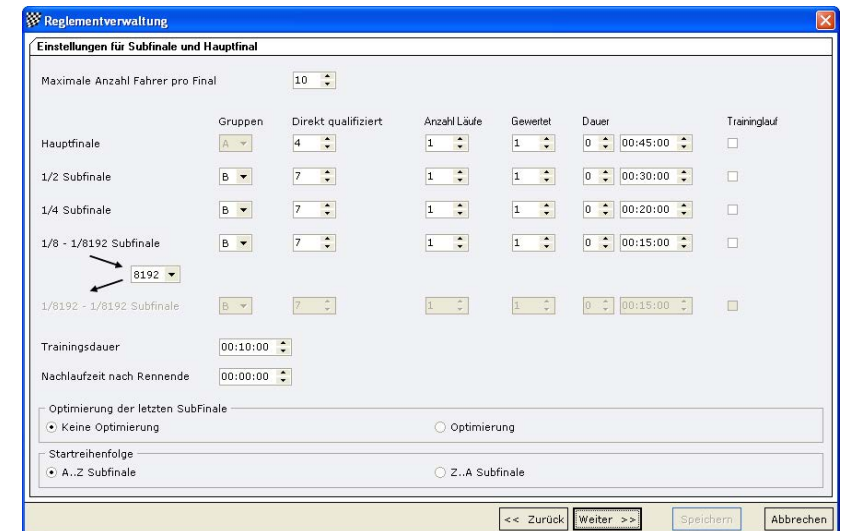 Reglementverwaltung
Einstellungen für Subfinale und Hauptfinal
Maximale Anzahl Fahrer pro Final 10
Gruppen Direkt qualifiziert Anzahl Läufe Gewertet Dauer Traininglauf
Hauptfinale A 4 1 1 0 00:45:00
1/2 Subfinale B 7 1 1 0 00:30:00
1/4 Subfinale B 7 1 1 0 00:20:00
1/8 - 1/8192 Subfinale B 7 1 1 0 00:15:00
8192
1/8192 - 1/8192 Subfinale B 7 1 1 0 00:15:00
Trainingsdauer 00:10:00
Nachlaufzeit nach Rennende 00:00:00
Optimierung der letzten SubFinale
Keine Optimierung Optimierung
Startreihenfolge
A..Z Subfinale Z..A Subfinale
<< Zurück Weiter >> Speichern Abbrechen